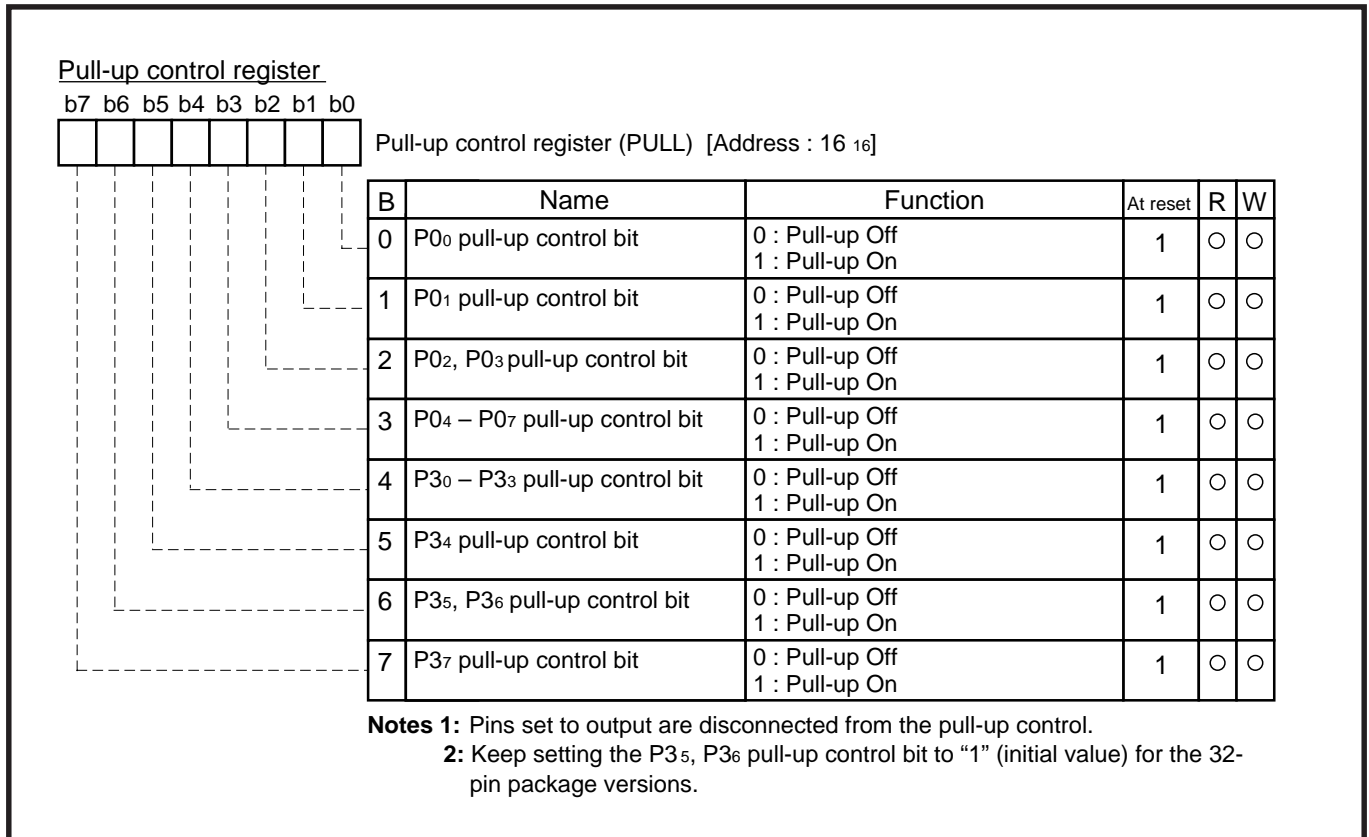 Pull-up control register
b7 b6 b5 b4 b3 b2 b1 b0
Pull-up control register (PULL) [Address : 16 16]
B Name Function At reset R W
0 P00 pull-up control bit 0 : Pull-up Off 1 ○ ○
1 : Pull-up On
1 P01 pull-up control bit 0 : Pull-up Off 1 ○ ○
1 : Pull-up On
2 P02, P03 pull-up control bit 0 : Pull-up Off 1 ○ ○
1 : Pull-up On
3 P04 – P07 pull-up control bit 0 : Pull-up Off 1 ○ ○
1 : Pull-up On
4 P30 – P33 pull-up control bit 0 : Pull-up Off 1 ○ ○
1 : Pull-up On
5 P34 pull-up control bit 0 : Pull-up Off 1 ○ ○
1 : Pull-up On
6 P35, P36 pull-up control bit 0 : Pull-up Off 1 ○ ○
1 : Pull-up On
7 P37 pull-up control bit 0 : Pull-up Off 1 ○ ○
1 : Pull-up On
Notes 1: Pins set to output are disconnected from the pull-up control.
2: Keep setting the P35, P36 pull-up control bit to “1” (initial value) for the 32-
pin package versions.